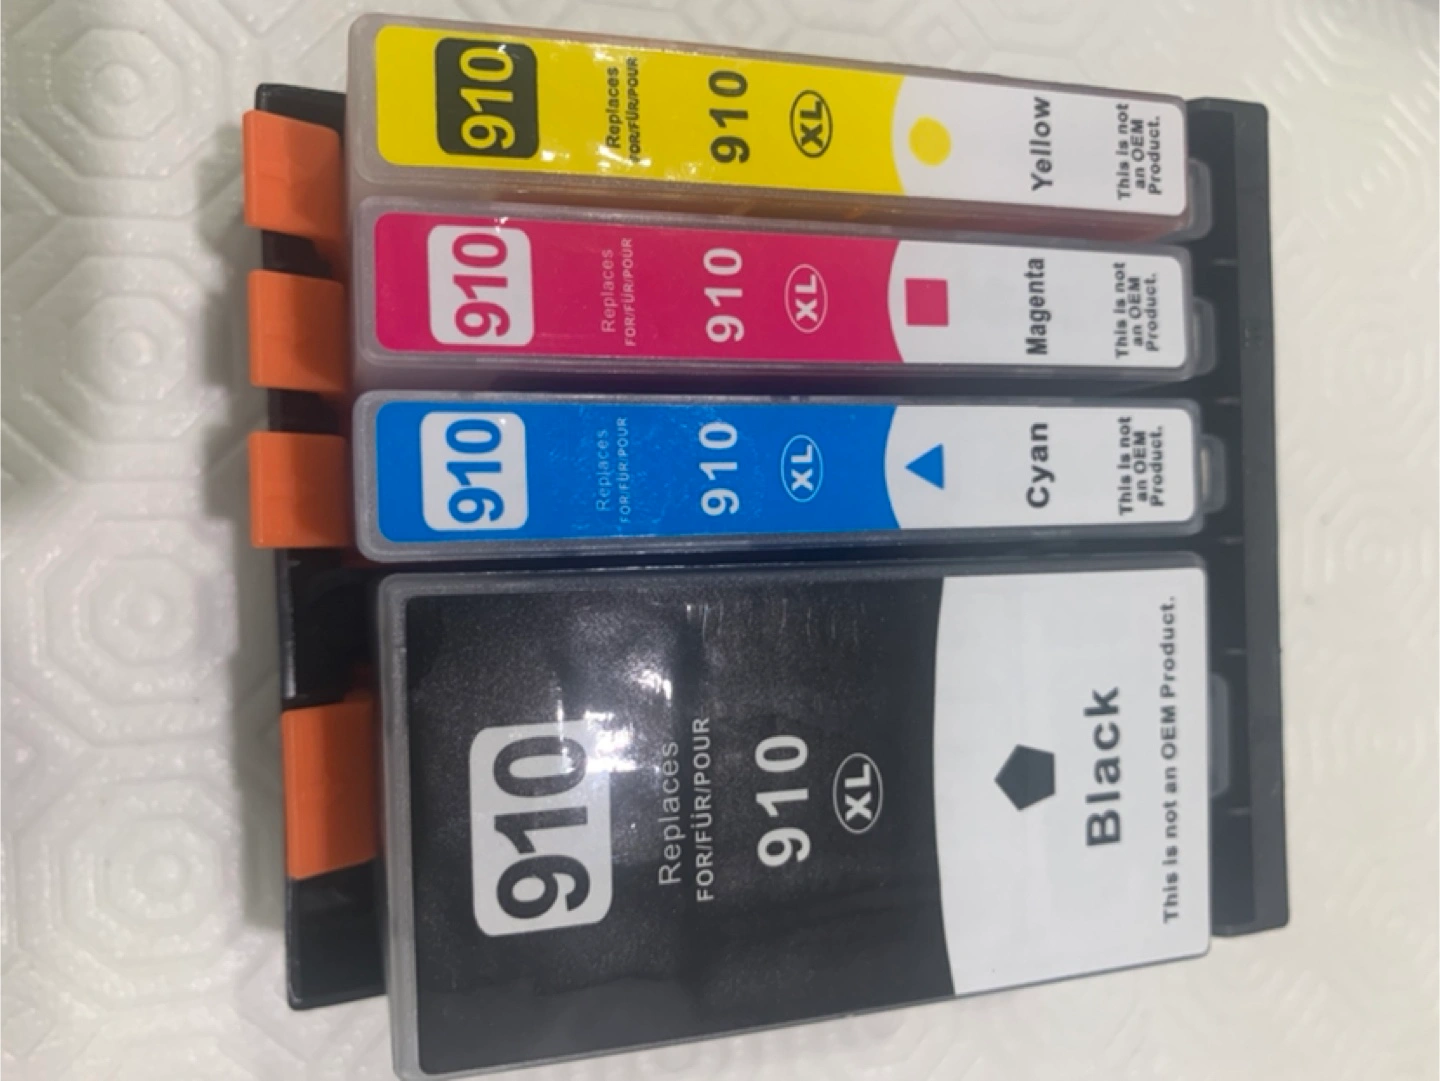 910
Replaces
FOR/FÜR/POUR
910
XL
Yellow
This is not
an OEM
Product.
910
Replaces
FOR/FÜR/POUR
910
XL
Magenta
This is not
an OEM
Product.
910
Replaces
FOR/FÜR/POUR
910
XL
Cyan
This is not
an OEM
Product.
910
Replaces
FOR/FÜR/POUR
910
XL
Black
This is not an OEM Product.